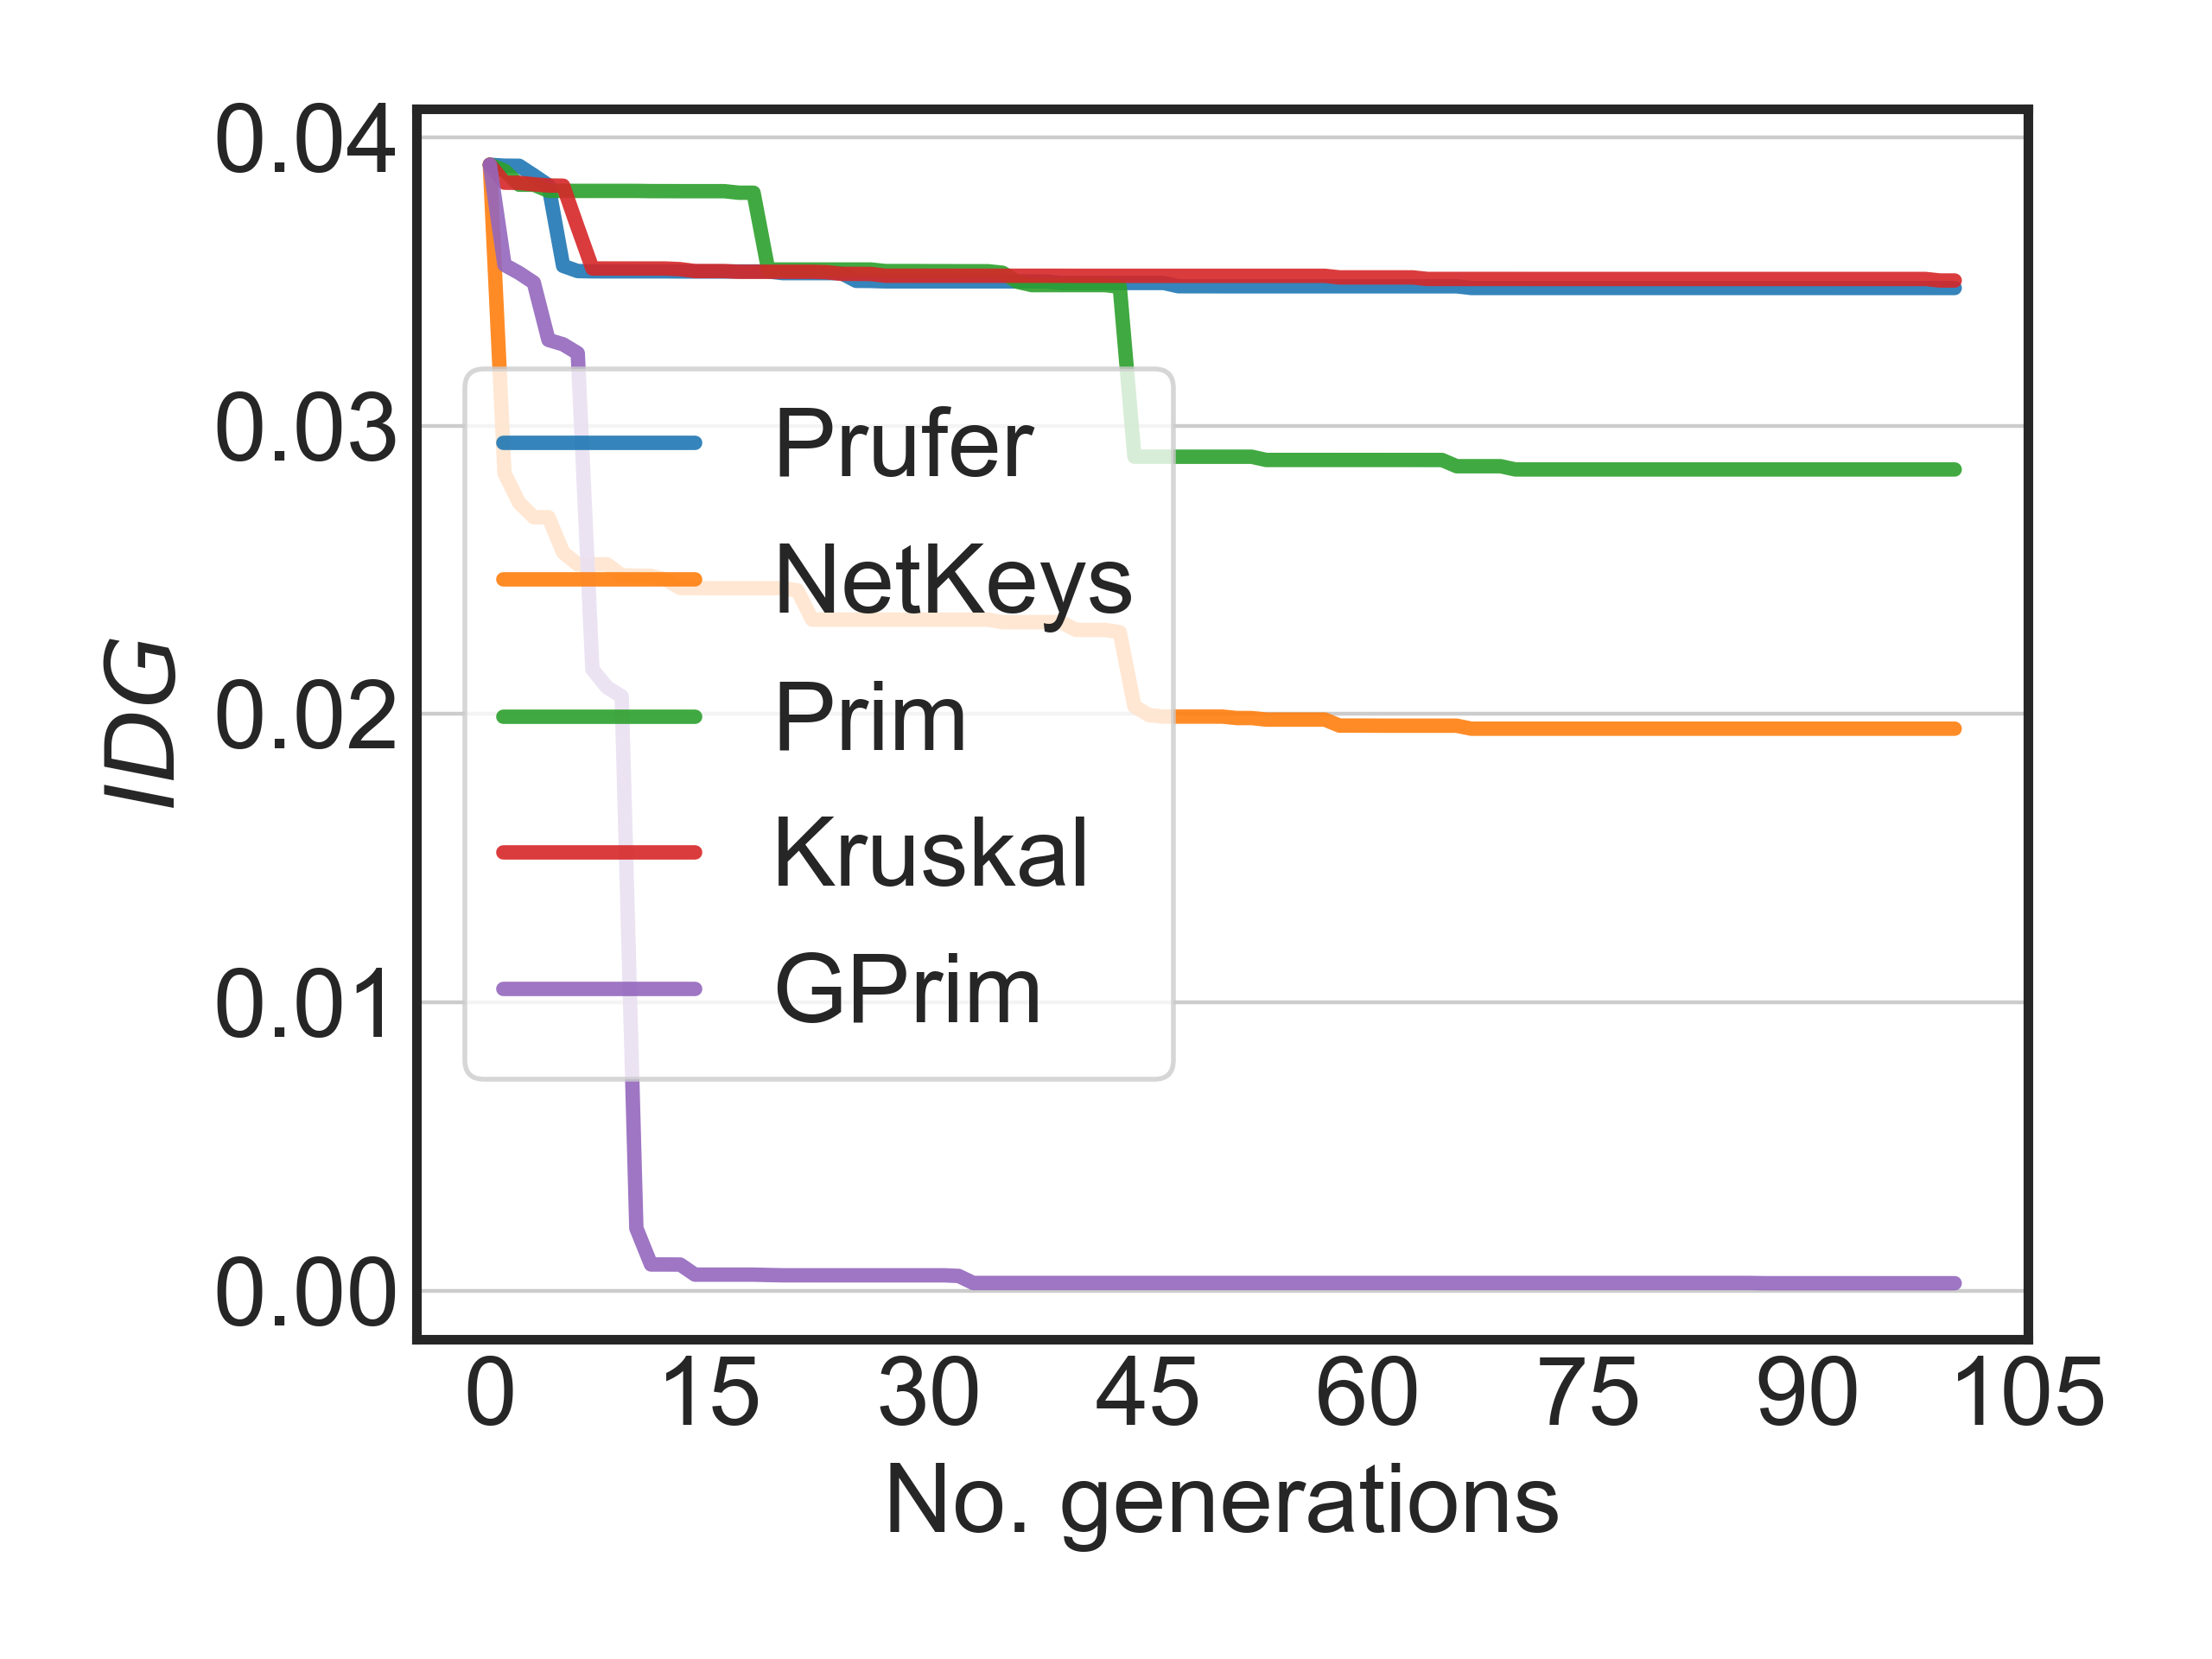 0.04
0.03
0.02
0.01
0.00
IDG
Prufer
NetKeys
Prim
Kruskal
GPrim
0 15 30 45 60 75 90 105
No. generations